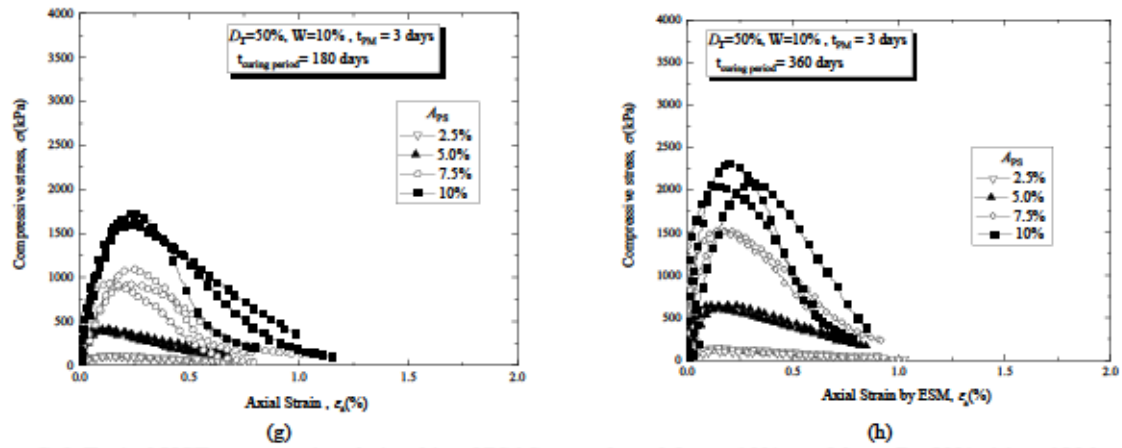 4000
3500
3000
2500
2000
1500
1000
500
0
Compressive stress, σ(kPa)
Dr=50%, W=10% , tPM = 3 days
tcuring period= 180 days
APS
2.5%
5.0%
7.5%
10%
0.0 0.5 1.0 1.5 2.0
Axial Strain , εa(%)
(g)
4000
3500
3000
2500
2000
1500
1000
500
0
Compressive stress, σ(kPa)
Dr=50%, W=10% , tPM = 3 days
tcuring period= 360 days
APS
2.5%
5.0%
7.5%
10%
0.0 0.5 1.0 1.5 2.0
Axial Strain by ESM, εa(%)
(h)